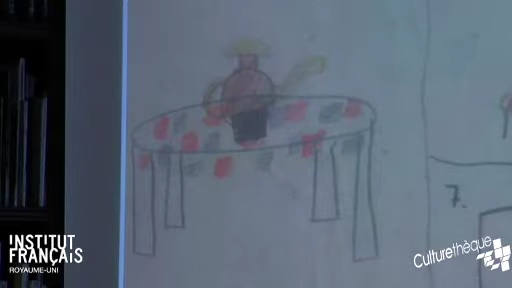 7.
INSTITUT
FRANÇAIS
ROYAUME-UNI
Culturethèque